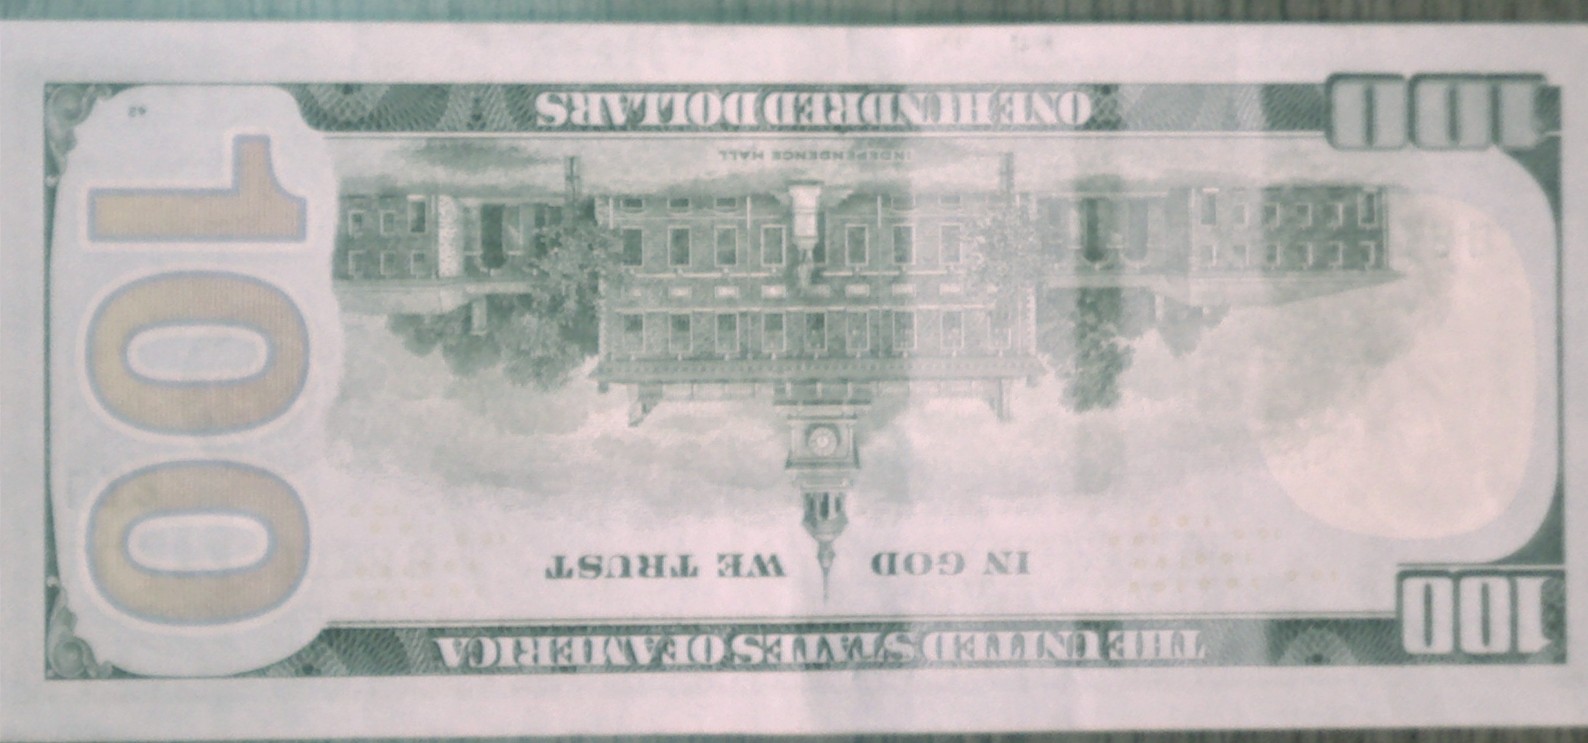 100
THE UNITED STATES OF AMERICA
IN GOD WE TRUST
100
INDEPENDENCE HALL
100
ONE HUNDRED DOLLARS